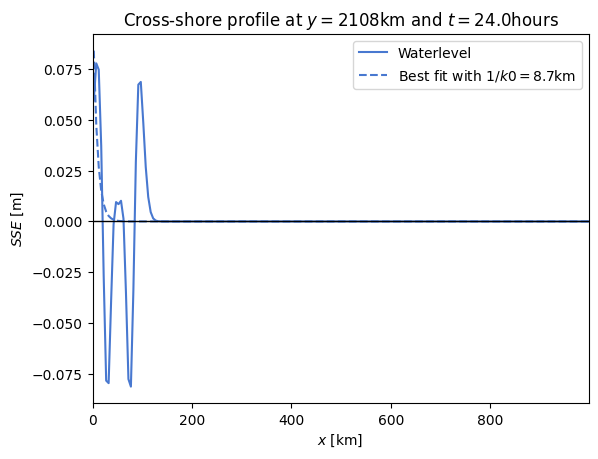 Cross-shore profile at y = 2108km and t = 24.0hours
Waterlevel
Best fit with 1/k0 = 8.7km
0.075
0.050
0.025
0.000
−0.025
−0.050
−0.075
SSE [m]
0 200 400 600 800
x [km]